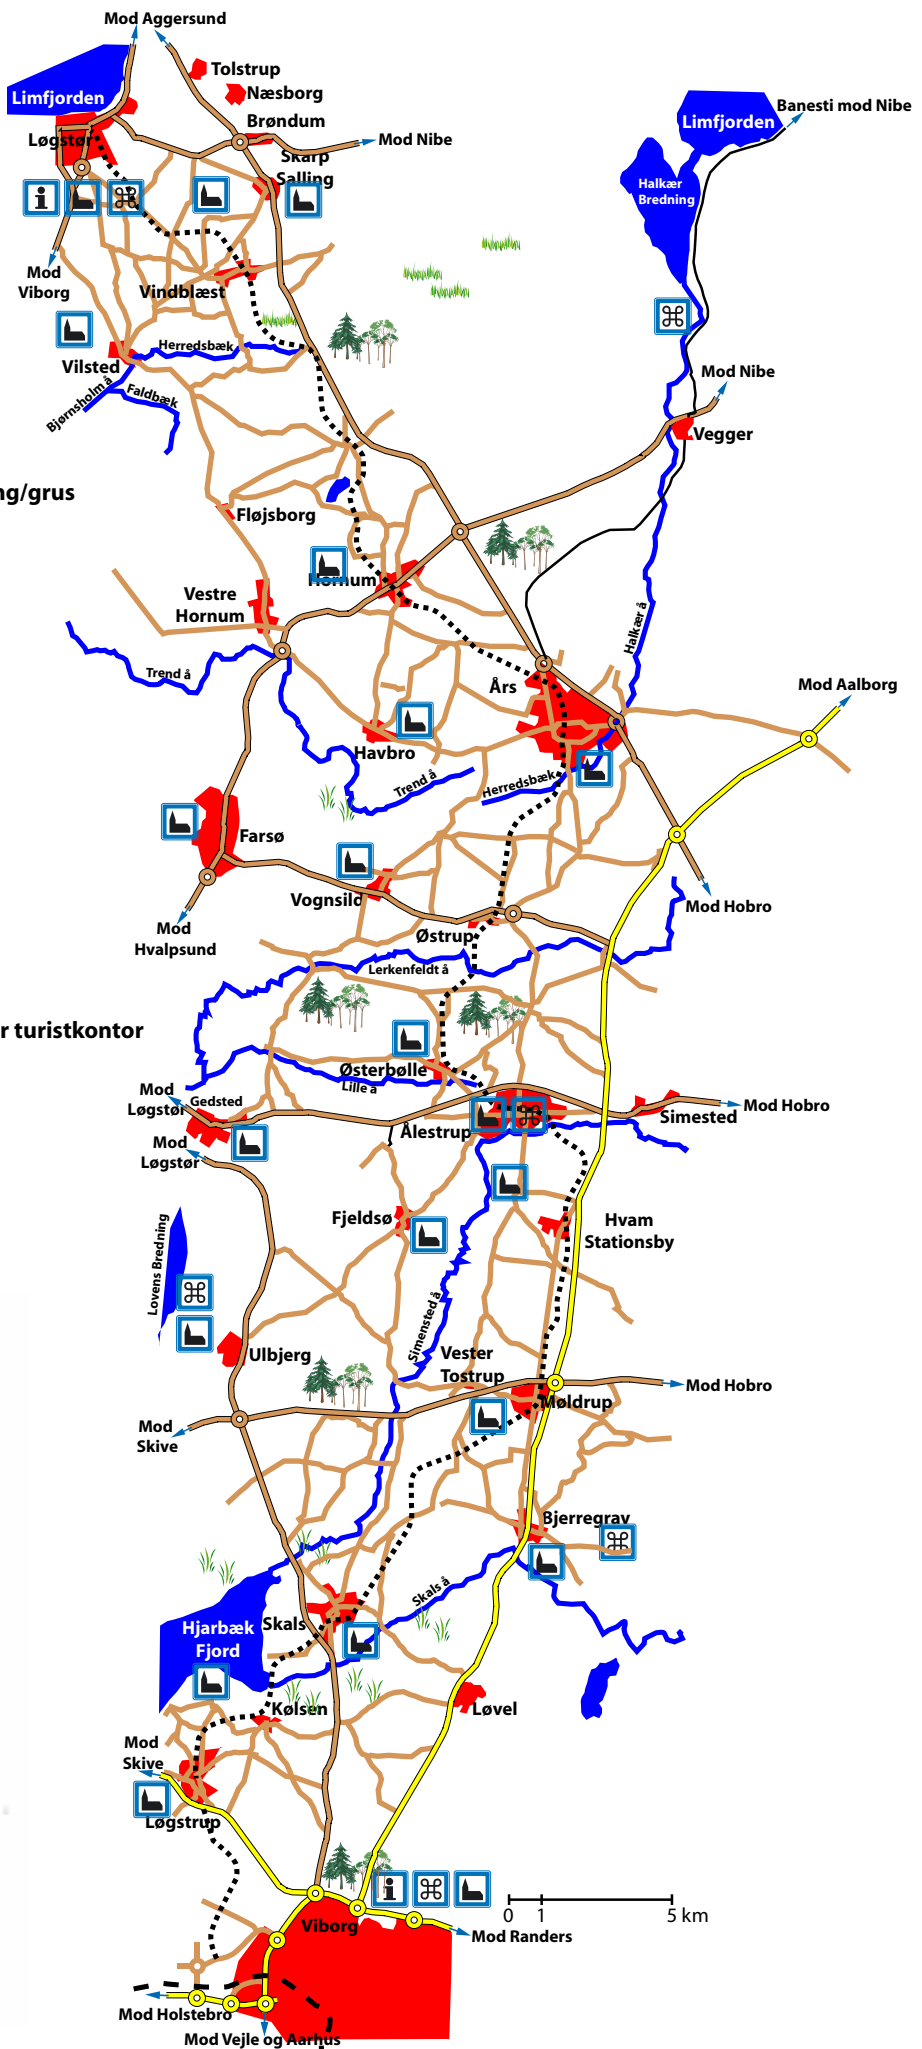 Mod Aggersund
Tolstrup
Næsborg
Limfjorden
Brøndum
Banesti mod Nibe
Limfjorden
Løgstør
Mod Nibe
Skarp
Salling
Halkær
Bredning
Mod
Viborg
Vindblæst
Herredsbæk
Vilsted
Bjørnsholm å
Faldbæk
Mod Nibe
Vegger
ng/grus
Fløjsborg
Hornum
Vestre
Hornum
Halkær å
Trend å
Års
Mod Aalborg
Havbro
Trend å
Herredsbæk
Farsø
Vognsild
Mod Hobro
Mod
Hvalpsund
Østrup
Lerkenfeldt å
r turistkontor
Østerbølle
Lille å
Mod
Løgstør
Gedsted
Mod Hobro
Simested
Ålestrup
Mod
Løgstør
Fjeldsø
Hvam
Stationsby
Lovens Bredning
Simensted å
Ulbjerg
Vester
Tostrup
Mod Hobro
Møldrup
Mod
Skive
Bjerregrav
Skals å
Hjarbæk
Fjord
Skals
Kølsen
Løvel
Mod
Skive
Løgstrup
Viborg
0 1 5 km
Mod Randers
Mod Holstebro
Mod Vejle og Aarhus